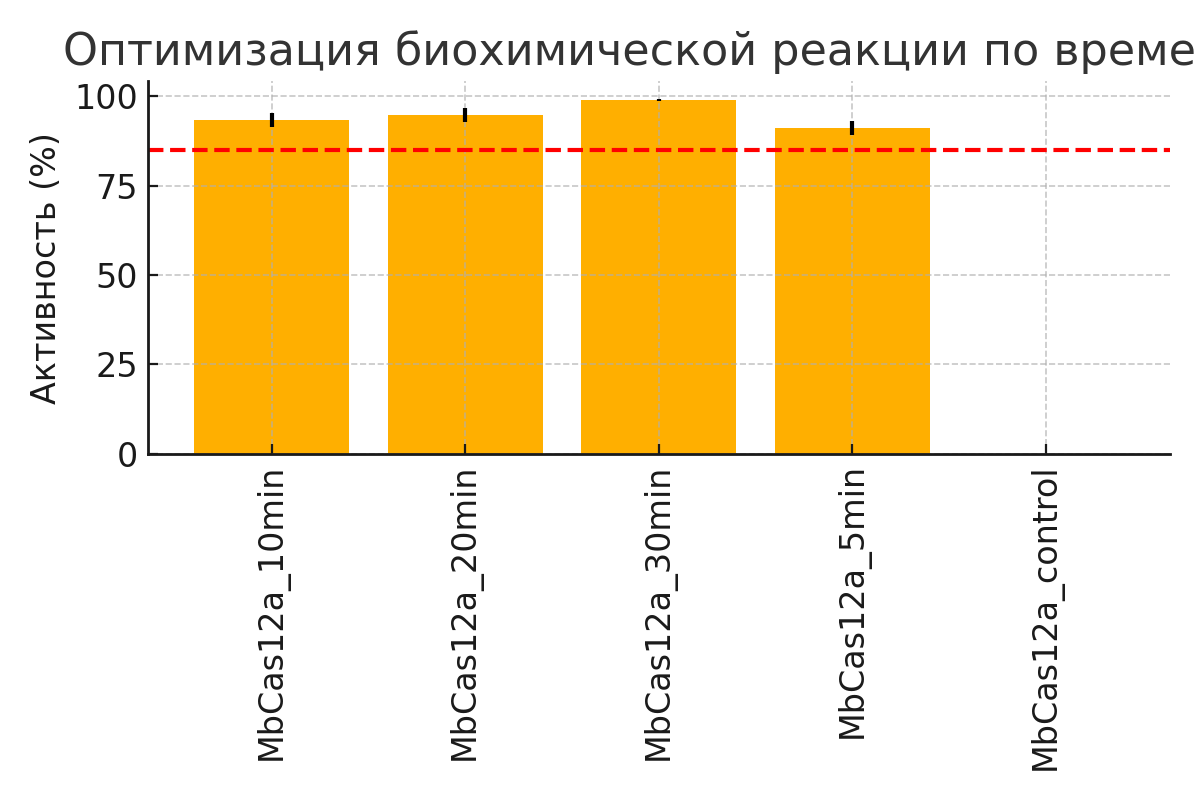 Оптимизация биохимической реакции по време
Активность (%)
100
75
50
25
0
MbCas12a_10min
MbCas12a_20min
MbCas12a_30min
MbCas12a_5min
MbCas12a_control